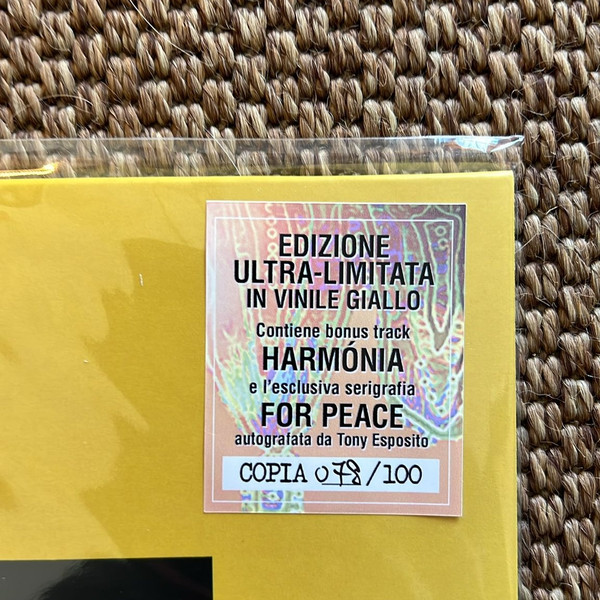 EDIZIONE
ULTRA-LIMITATA
IN VINILE GIALLO
Contiene bonus track
HARMÓNIA
e l'esclusiva serigrafia
FOR PEACE
autografata da Tony Esposito
COPIA 078/100